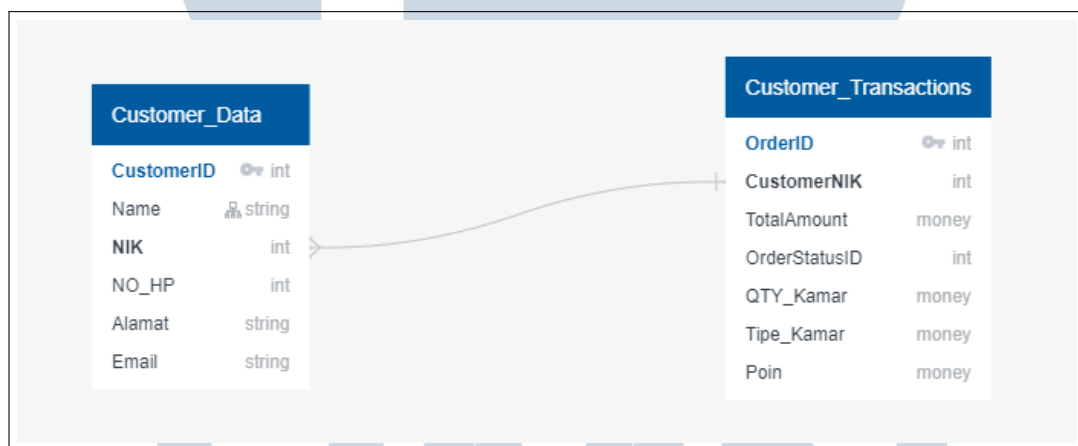 Customer_Data
CustomerID int
Name string
NIK int
NO_HP int
Alamat string
Email string
Customer_Transactions
OrderID int
CustomerNIK int
TotalAmount money
OrderStatusID int
QTY_Kamar money
Tipe_Kamar money
Poin money